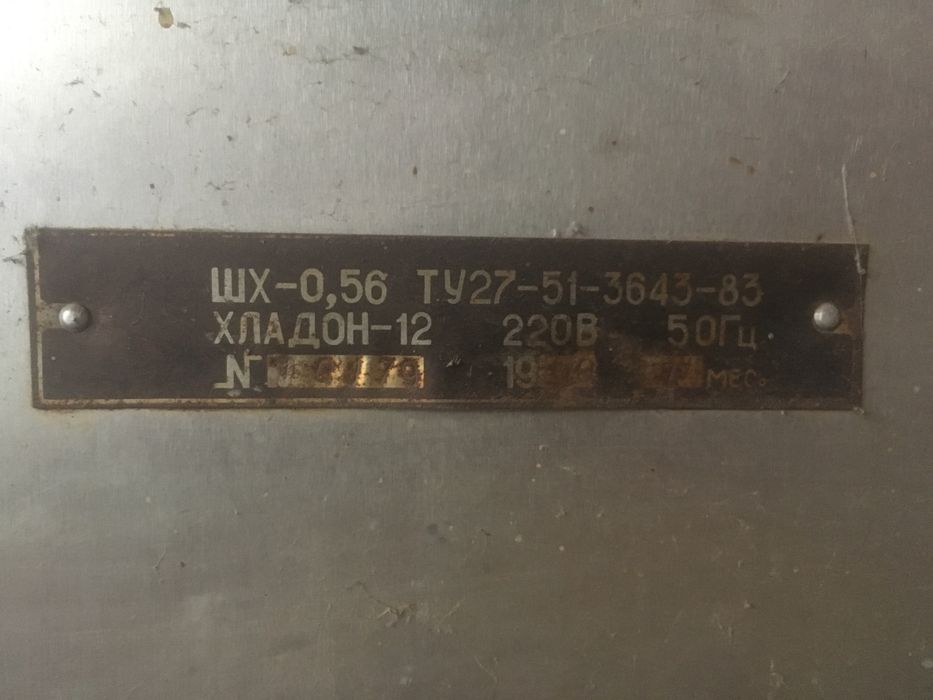 ШХ-0,56 ТУ27-51-3643-83
ХЛАДОН-12 220В 50Гц
№ 19 МЕС.